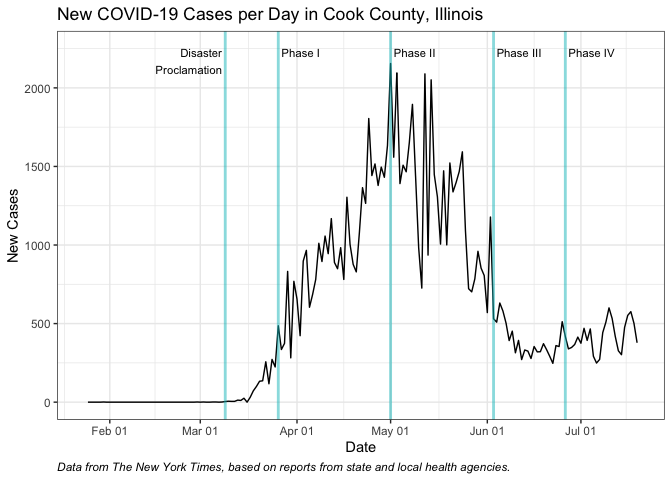 New COVID-19 Cases per Day in Cook County, Illinois
Disaster
Proclamation
Phase I
Phase II
Phase III
Phase IV
2000
1500
1000
500
0
New Cases
Feb 01
Mar 01
Apr 01
May 01
Jun 01
Jul 01
Date
Data from The New York Times, based on reports from state and local health agencies.